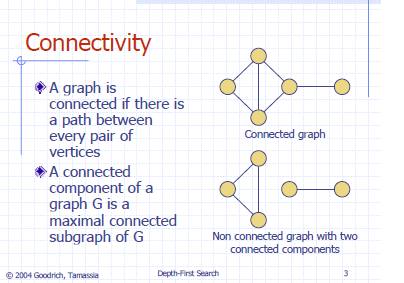 Connectivity
A graph is
connected if there is
a path between
every pair of
vertices
A connected
component of a
graph G is a
maximal connected
subgraph of G
Connected graph
Non connected graph with two
connected components
© 2004 Goodrich, Tamassia
Depth-First Search
3